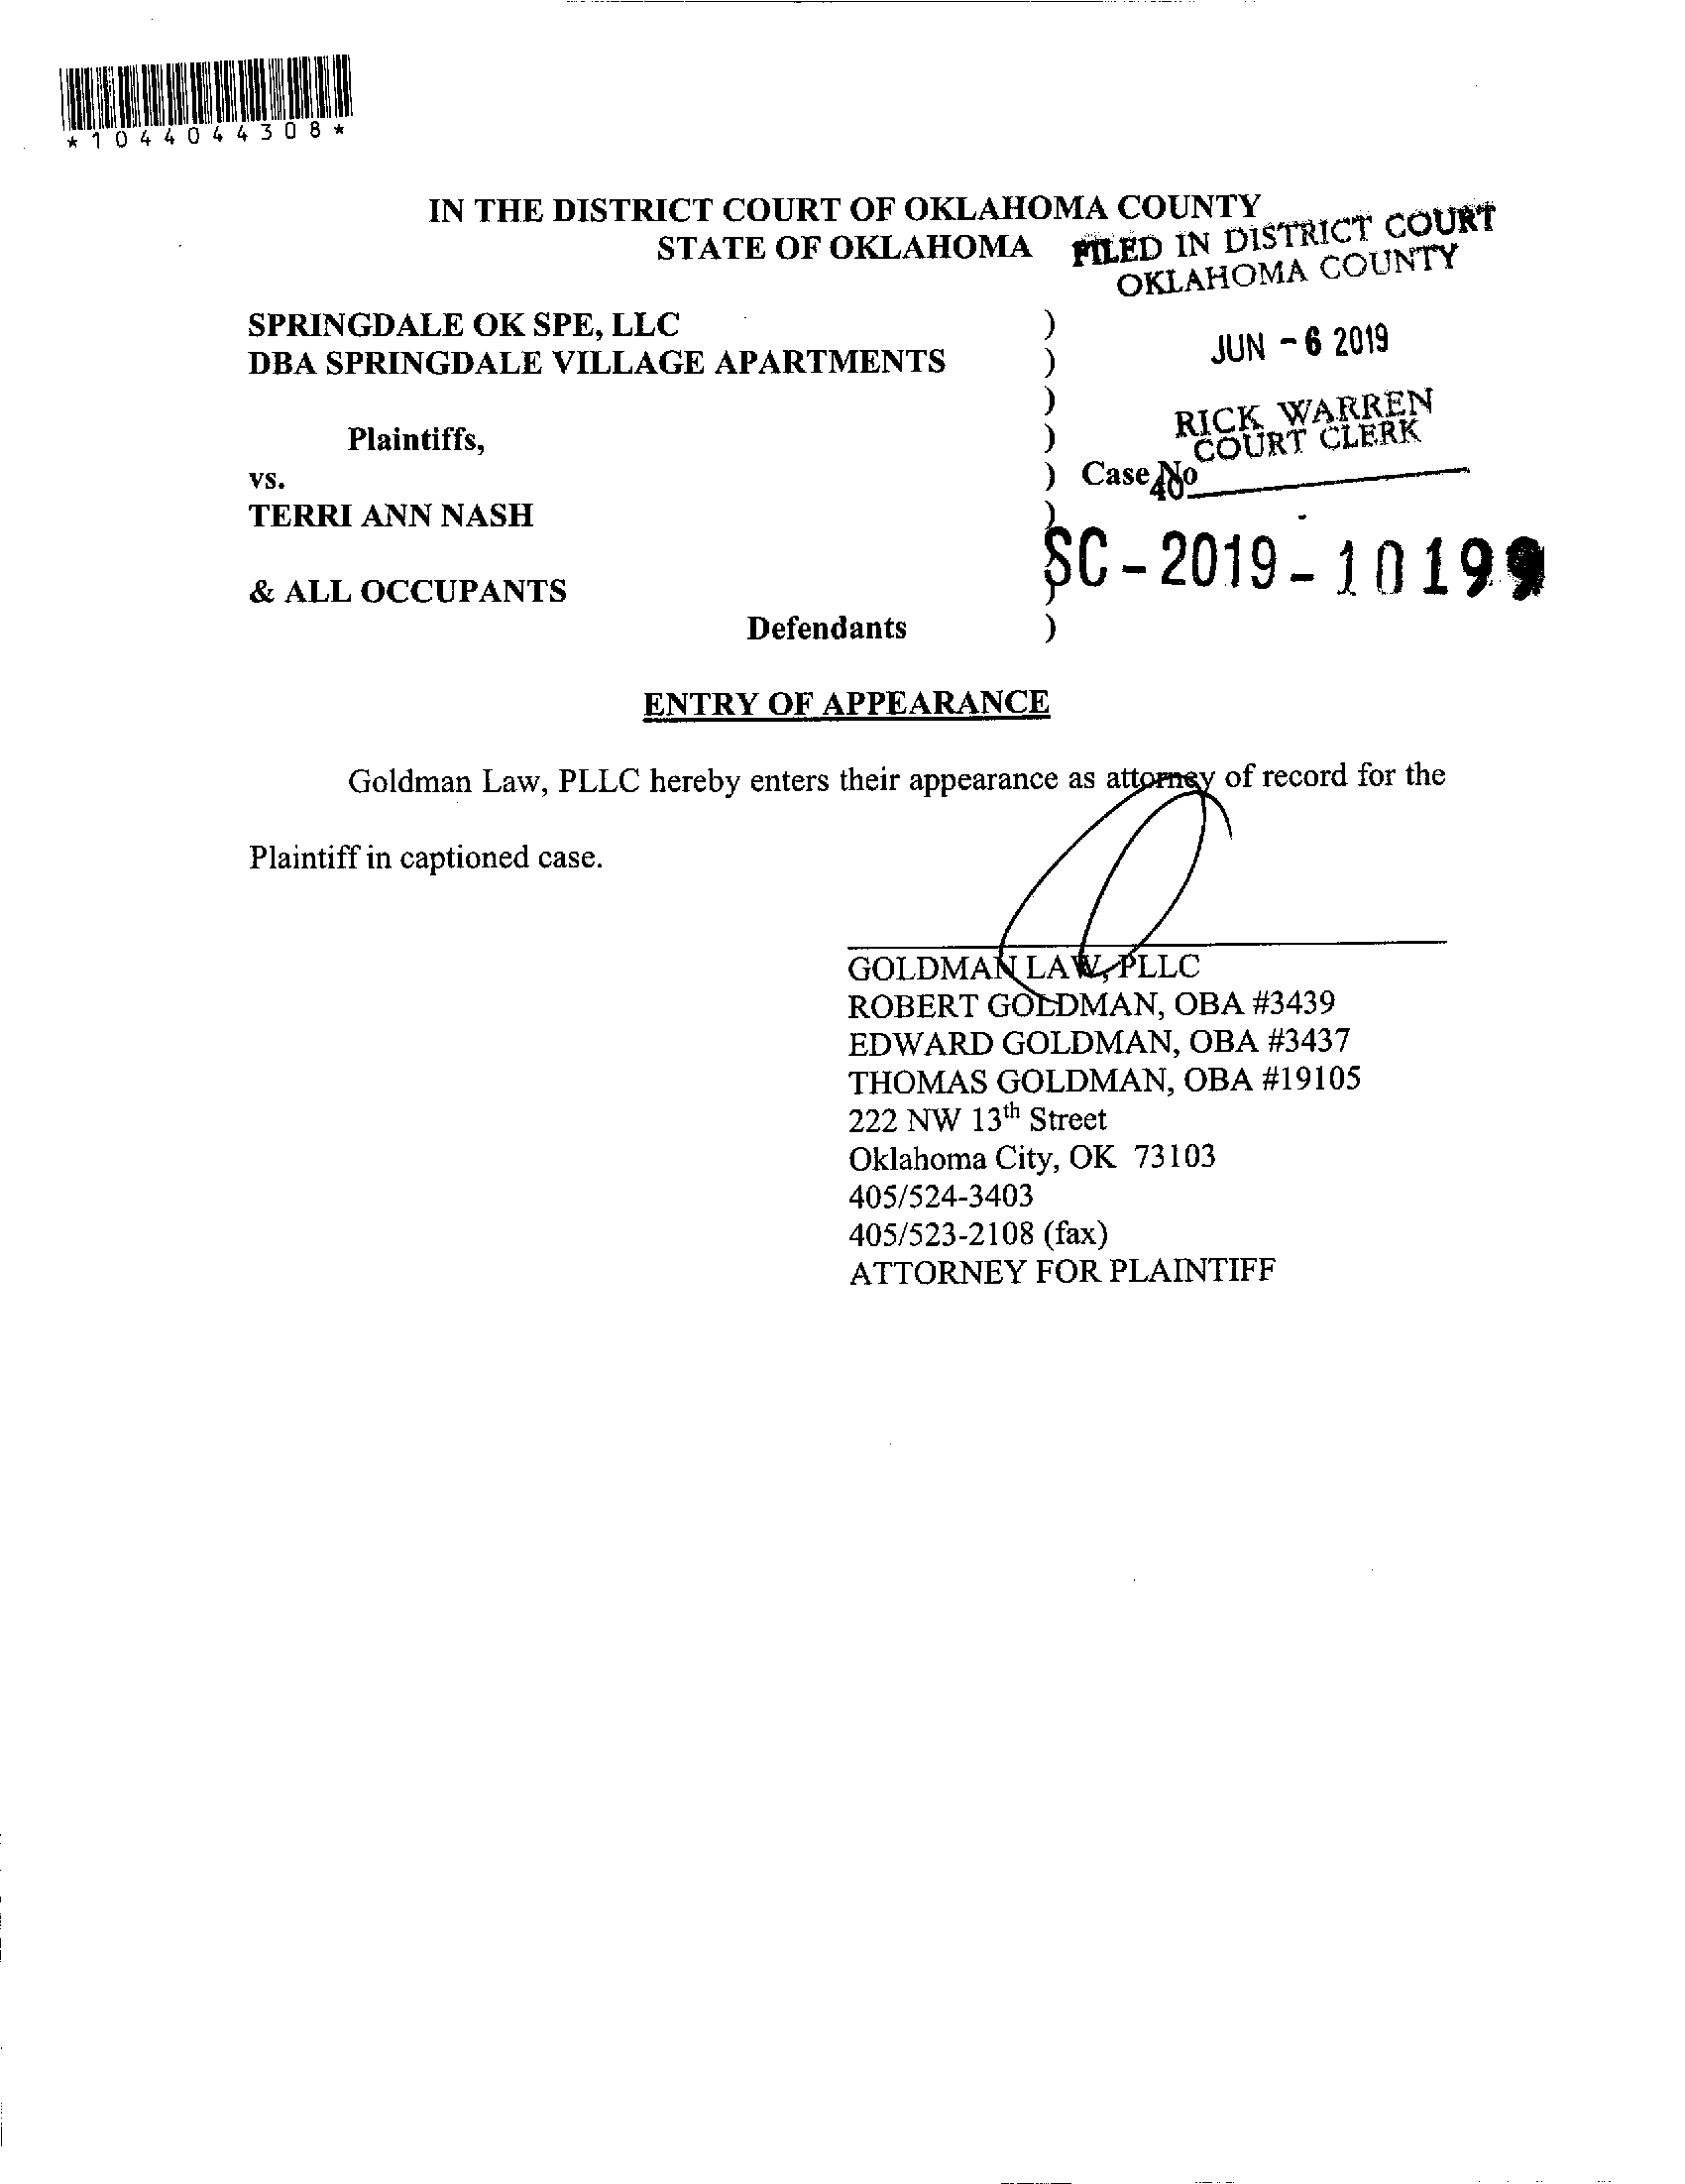 *1044044308*
IN THE DISTRICT COURT OF OKLAHOMA COUNTY
STATE OF OKLAHOMA
FILED IN DISTRICT COURT
OKLAHOMA COUNTY
SPRINGDALE OK SPE, LLC )
DBA SPRINGDALE VILLAGE APARTMENTS )
JUN - 6 2019
)
RICK WARREN
COURT CLERK
Plaintiffs, )
vs. ) Case No
40
TERRI ANN NASH )
SC-2019-10199
& ALL OCCUPANTS )
Defendants )
ENTRY OF APPEARANCE
Goldman Law, PLLC hereby enters their appearance as attorney of record for the
Plaintiff in captioned case.
GOLDMAN LAW, PLLC
ROBERT GOLDMAN, OBA #3439
EDWARD GOLDMAN, OBA #3437
THOMAS GOLDMAN, OBA #19105
222 NW 13th Street
Oklahoma City, OK 73103
405/524-3403
405/523-2108 (fax)
ATTORNEY FOR PLAINTIFF